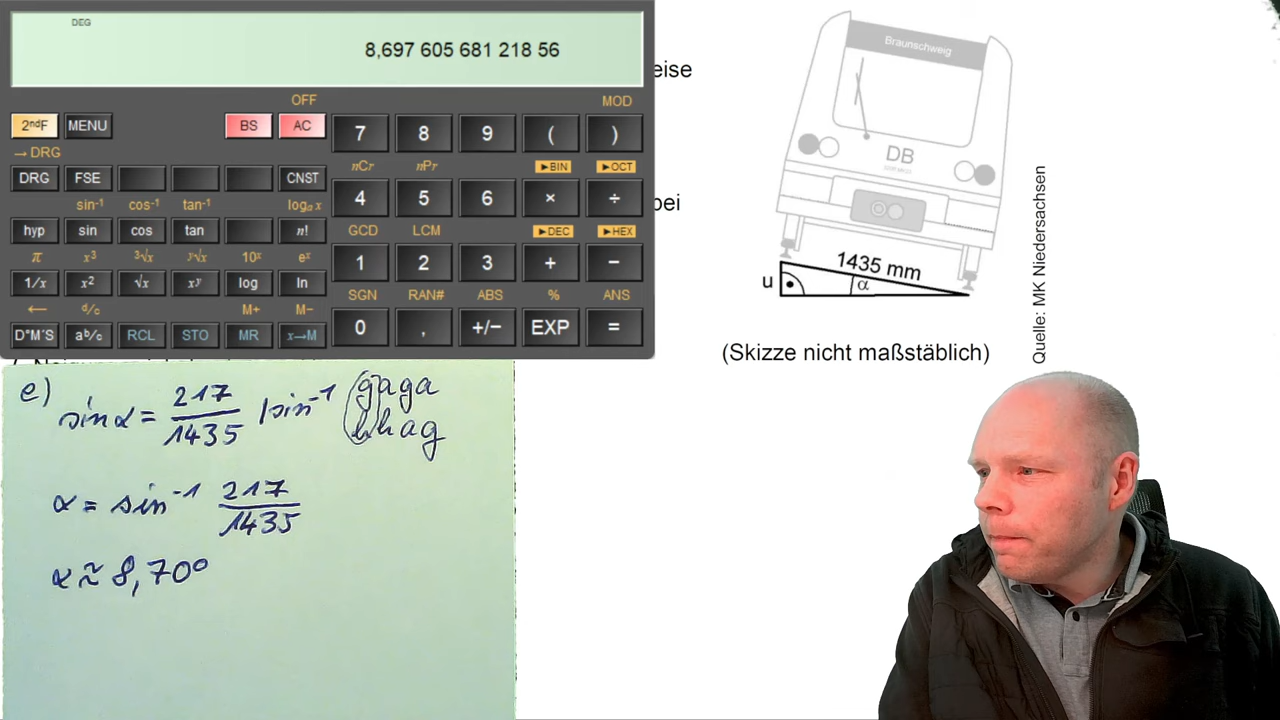 DEG
8,697 605 681 218 56
OFF MOD
2ndF MENU BS AC 7 8 9 ( )
→ DRG nCr nPr ►BIN ►OCT
DRG FSE CNST 4 5 6 × ÷
sin⁻¹ cos⁻¹ tan⁻¹ logₐ x GCD LCM ►DEC ►HEX
hyp sin cos tan n! 1 2 3 + −
π x³ ³√x ʸ√x 10ˣ eˣ
1/x x² √x xʸ log ln
SGN RAN# ABS % ANS
← d/c M+ M−
D°M'S aᵇ/c RCL STO MR x→M 0 , +/− EXP =
eise
bei
Braunschweig
DB
1435 mm
u α
(Skizze nicht maßstäblich)
Quelle: MK Niedersachsen
e) sin α = 217/1435 | sin⁻¹ (gaga
hhag
α = sin⁻¹ 217/1435
α ≈ 8,70°